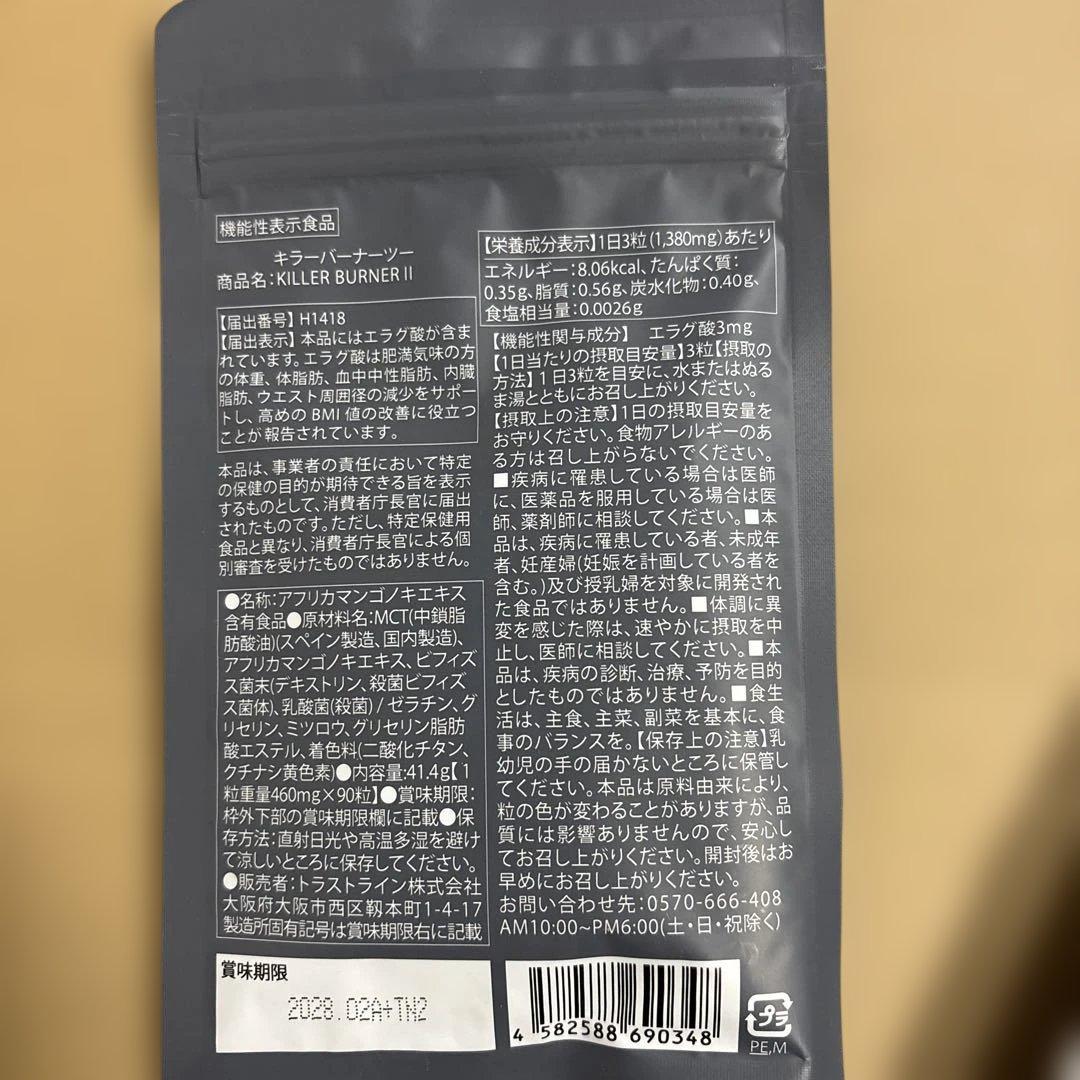 機能性表示食品
キラーバーナーツー
商品名：KILLER BURNER II
【届出番号】H1418
【届出表示】本品にはエラグ酸が含ま
れています。エラグ酸は肥満気味の方
の体重、体脂肪、血中中性脂肪、内臓
脂肪、ウエスト周囲径の減少をサポー
トし、高めのBMI値の改善に役立つ
ことが報告されています。
本品は、事業者の責任において特定
の保健の目的が期待できる旨を表示
するものとして、消費者庁長官に届出
されたものです。ただし、特定保健用
食品と異なり、消費者庁長官による個
別審査を受けたものではありません。
●名称：アフリカマンゴノキエキス
含有食品●原材料名：MCT(中鎖脂
肪酸油)(スペイン製造、国内製造)、
アフリカマンゴノキエキス、ビフィズ
ス菌末(デキストリン、殺菌ビフィズ
ス菌体)、乳酸菌(殺菌) / ゼラチン、グ
リセリン、ミツロウ、グリセリン脂肪
酸エステル、着色料(二酸化チタン、
クチナシ黄色素)●内容量:41.4g【1
粒重量460mg×90粒】●賞味期限：
枠外下部の賞味期限欄に記載●保
存方法：直射日光や高温多湿を避け
て涼しいところに保存してください。
●販売者：トラストライン株式会社
大阪府大阪市西区靱本町1-4-17
製造所固有記号は賞味期限右に記載
【栄養成分表示】1日3粒(1,380mg)あたり
エネルギー：8.06kcal、たんぱく質：
0.35g、脂質：0.56g、炭水化物：0.40g、
食塩相当量：0.0026g
【機能性関与成分】 エラグ酸3mg
【1日当たりの摂取目安量】3粒【摂取の
方法】1日3粒を目安に、水またはぬる
ま湯とともにお召し上がりください。
【摂取上の注意】1日の摂取目安量を
お守りください。食物アレルギーのあ
る方は召し上がらないでください。
■疾病に罹患している場合は医師
に、医薬品を服用している場合は医
師、薬剤師に相談してください。■本
品は、疾病に罹患している者、未成年
者、妊産婦(妊娠を計画している者を
含む。)及び授乳婦を対象に開発され
た食品ではありません。■体調に異
変を感じた際は、速やかに摂取を中
止し、医師に相談してください。■本
品は、疾病の診断、治療、予防を目的
としたものではありません。■食生
活は、主食、主菜、副菜を基本に、食
事のバランスを。【保存上の注意】乳
幼児の手の届かないところに保管し
てください。本品は原料由来により、
粒の色が変わることがありますが、品
質には影響ありませんので、安心し
てお召し上がりください。開封後はお
早めにお召し上がりください。
お問い合わせ先：0570-666-408
AM10:00~PM6:00(土・日・祝除く)
賞味期限
2028.02A+TN2
4 582588 690348
プラ
PE,M